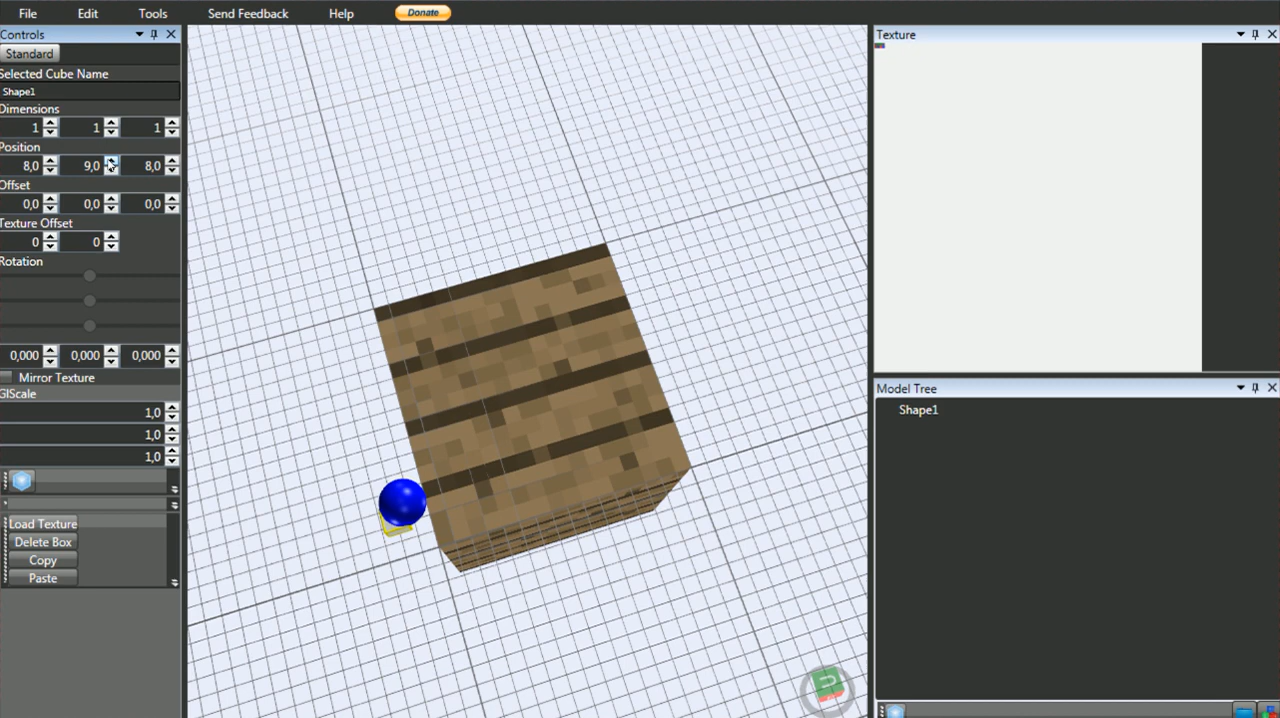 File Edit Tools Send Feedback Help Donate
Controls
Standard
Selected Cube Name
Shape1
Dimensions
1 1 1
Position
8,0 9,0 8,0
Offset
0,0 0,0 0,0
Texture Offset
0 0
Rotation
0,000 0,000 0,000
Mirror Texture
GlScale
1,0
1,0
1,0
Load Texture
Delete Box
Copy
Paste
Texture
Model Tree
Shape1